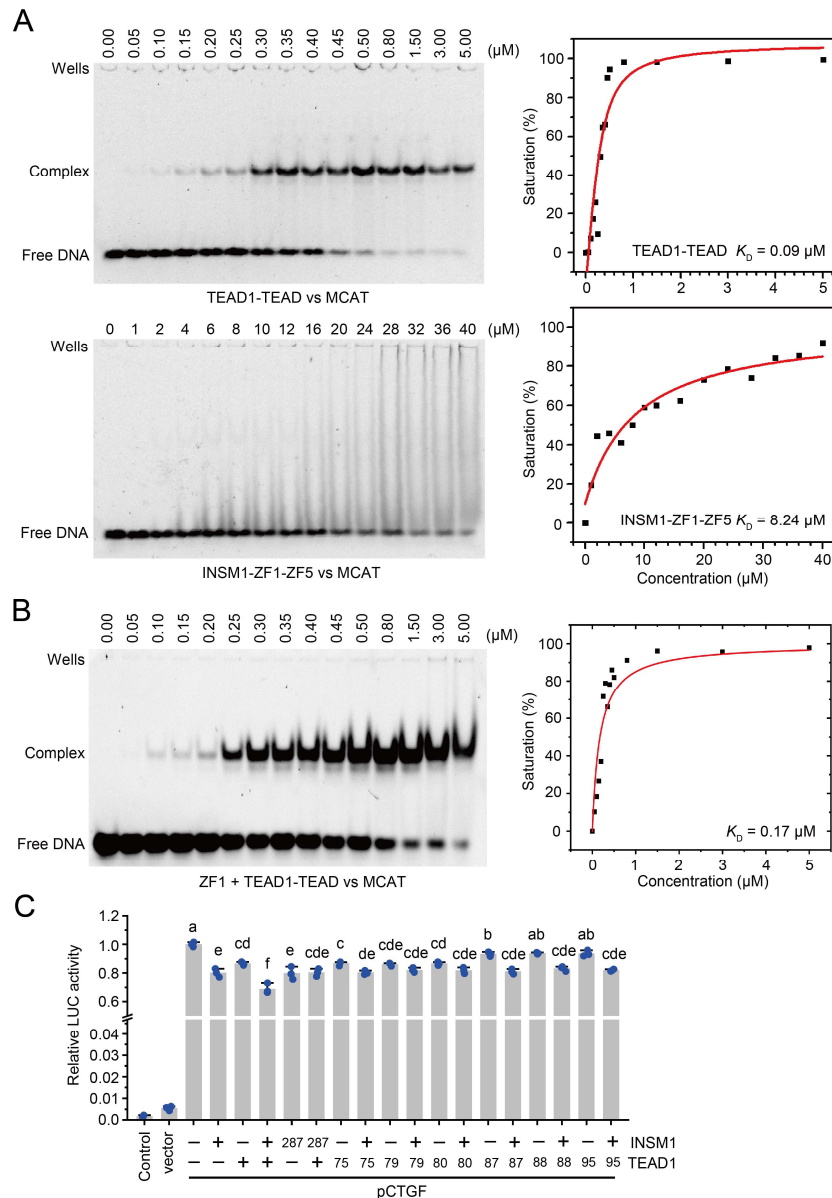 A
0.00 0.05 0.10 0.15 0.20 0.25 0.30 0.35 0.40 0.45 0.50 0.80 1.50 3.00 5.00 (μM)
Wells
Complex
Free DNA
TEAD1-TEAD vs MCAT
100
80
60
40
20
0
Saturation (%)
TEAD1-TEAD K_D = 0.09 μM
0 1 2 3 4 5
0 1 2 4 6 8 10 12 16 20 24 28 32 36 40 (μM)
Wells
Free DNA
INSM1-ZF1-ZF5 vs MCAT
100
80
60
40
20
0
Saturation (%)
INSM1-ZF1-ZF5 K_D = 8.24 μM
0 10 20 30 40
Concentration (μM)
B
0.00 0.05 0.10 0.15 0.20 0.25 0.30 0.35 0.40 0.45 0.50 0.80 1.50 3.00 5.00 (μM)
Wells
Complex
Free DNA
ZF1 + TEAD1-TEAD vs MCAT
100
80
60
40
20
0
Saturation (%)
K_D = 0.17 μM
0 1 2 3 4 5
Concentration (μM)
C
Relative LUC activity
1.2
1.0
0.8
0.6
0.04
0.03
0.02
0.01
0.00
a e cd f e cde c de cde cde cd cde b cde ab cde ab cde
Control
vector
− + − + 287 287 − + − + − + − + − + − + INSM1
− − + + − + 75 75 79 79 80 80 87 87 88 88 95 95 TEAD1
pCTGF